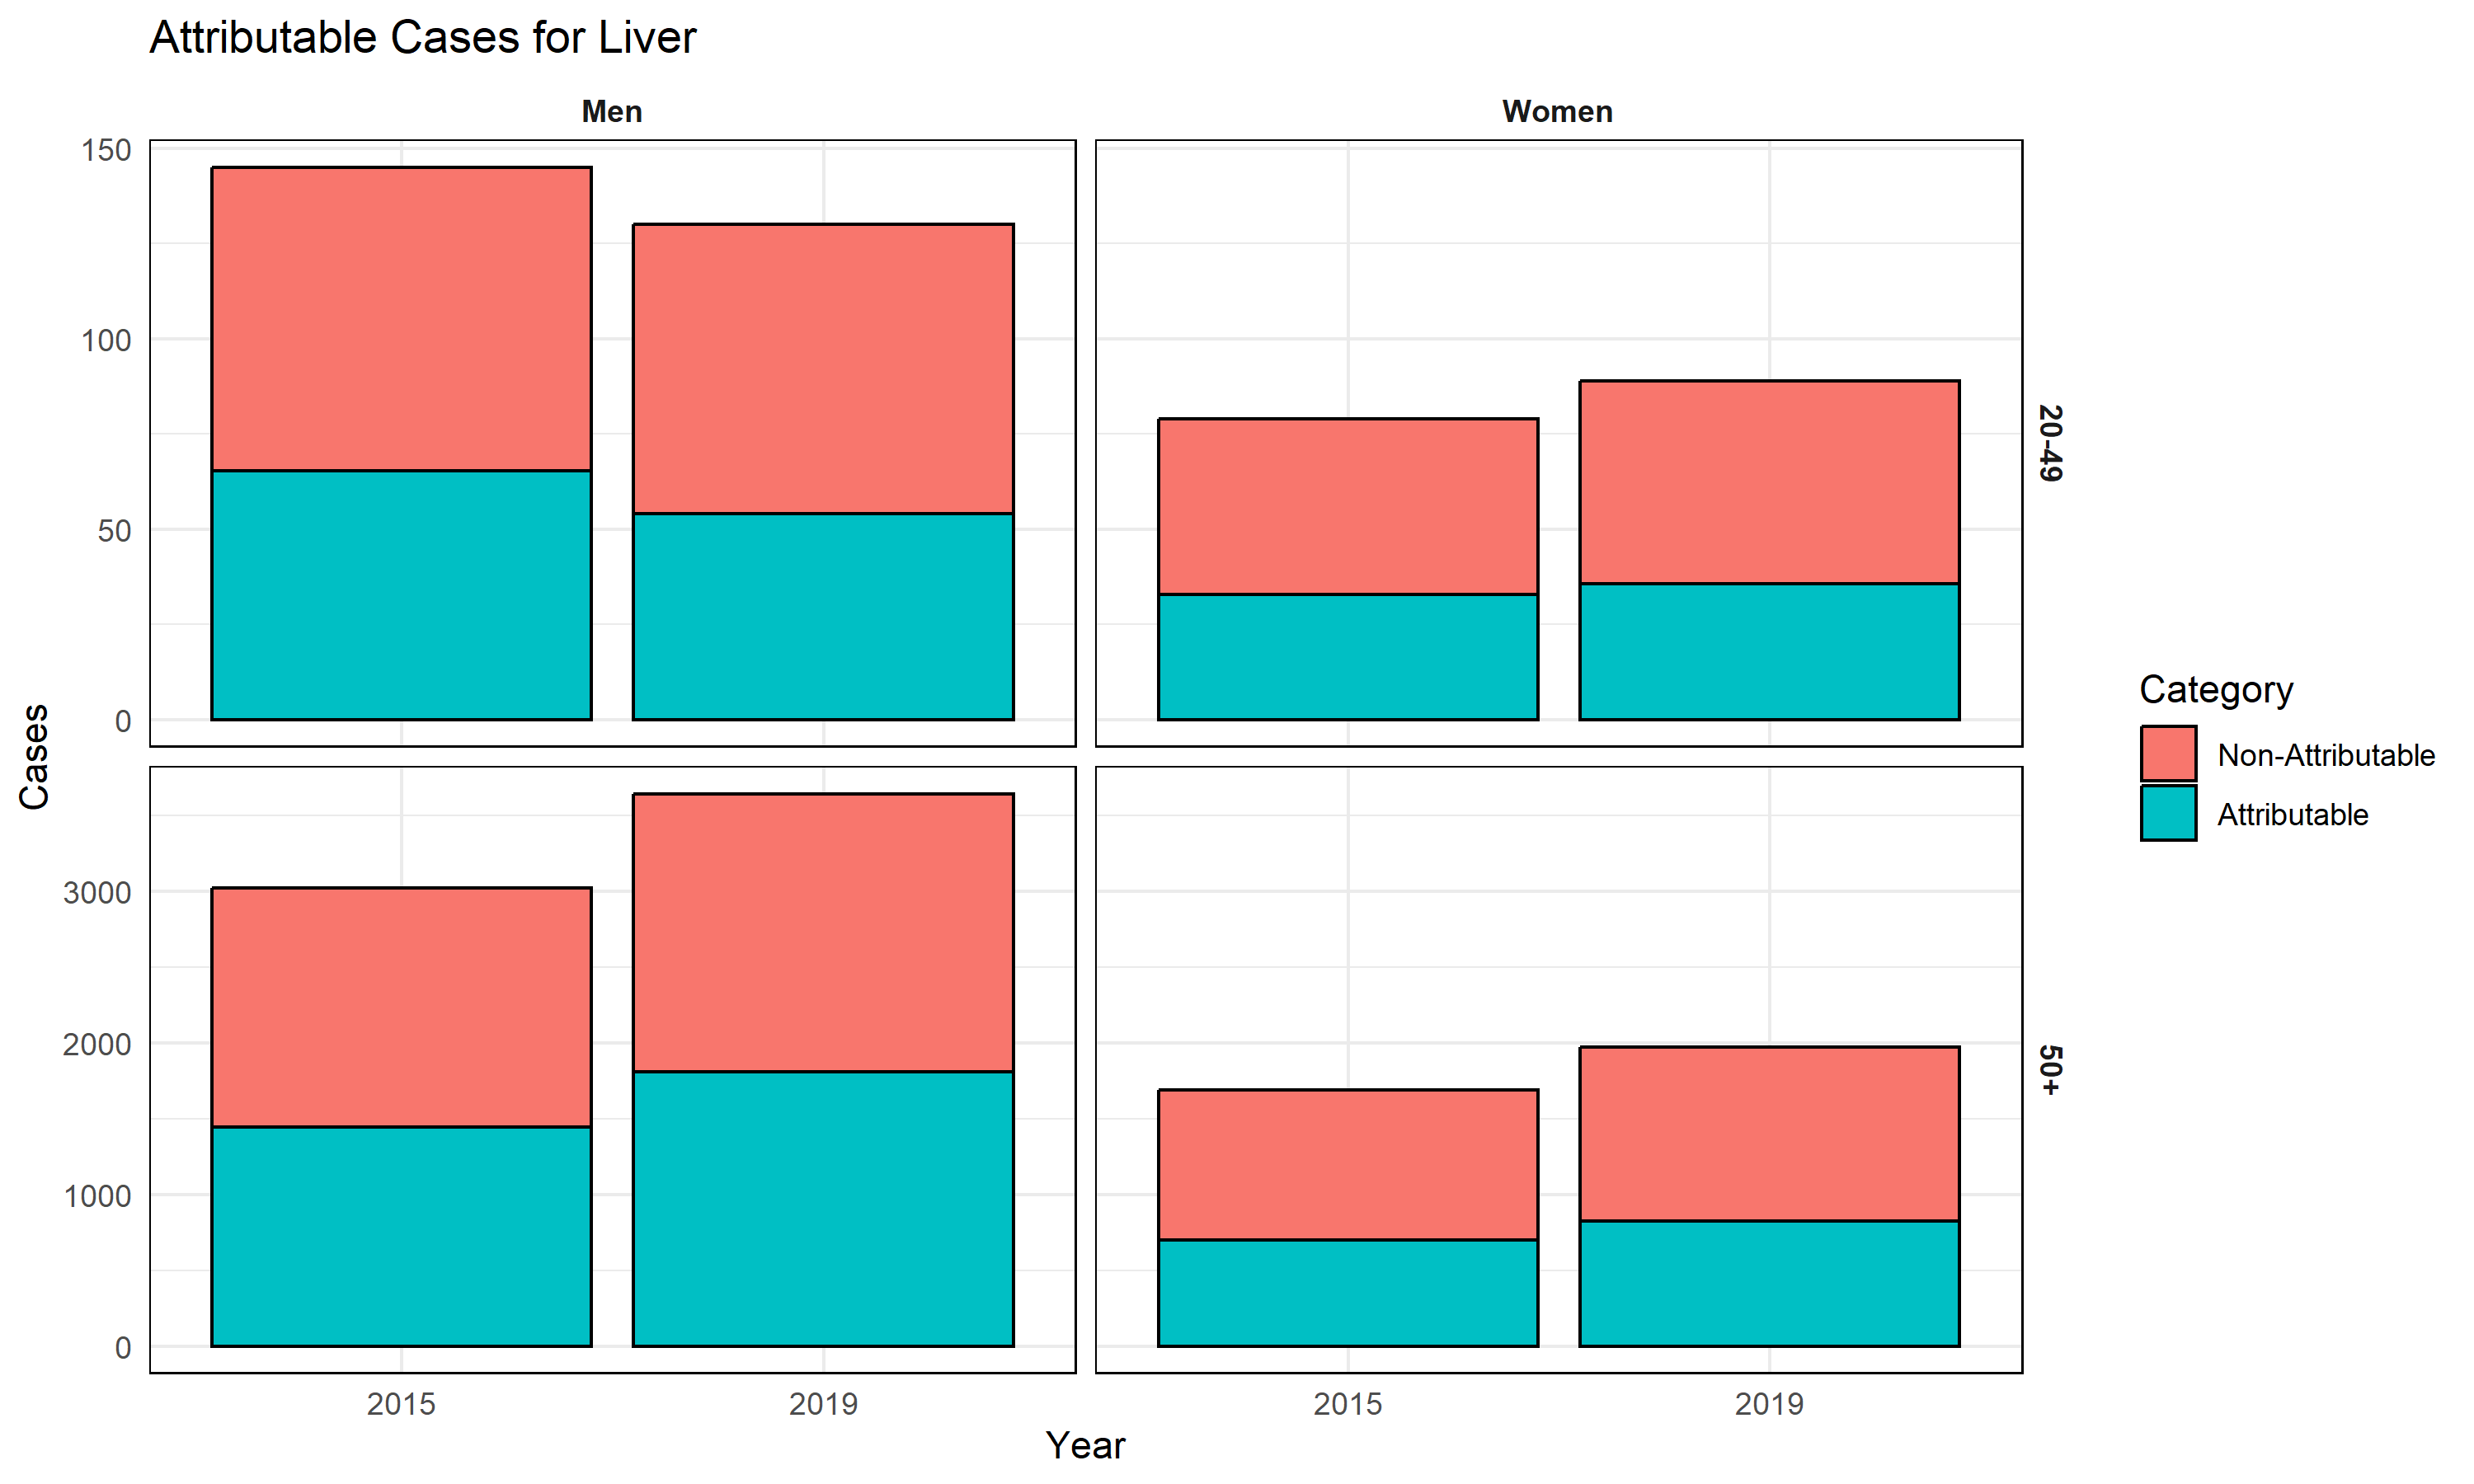 Attributable Cases for Liver
Men
Women
150
100
50
0
20-49
Cases
3000
2000
1000
0
50+
2015
2019
2015
2019
Year
Category
Non-Attributable
Attributable